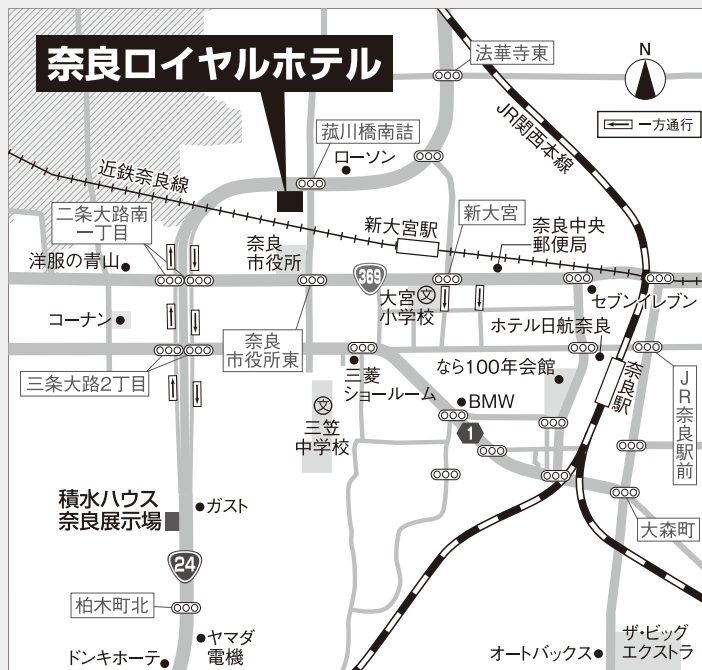 法華寺東
N
奈良ロイヤルホテル
一方通行
JR関西本線
菰川橋南詰
ローソン
近鉄奈良線
二条大路南
一丁目
新大宮駅
新大宮
奈良中央
郵便局
洋服の青山
奈良
市役所
369
大宮
小学校
文
セブンイレブン
コーナン
奈良
市役所東
ホテル日航奈良
三条大路2丁目
三菱
ショールーム
なら100年会館
奈良駅
JR奈良駅前
BMW
文
三笠
中学校
1
積水ハウス
奈良展示場
ガスト
大森町
24
柏木町北
ヤマダ
電機
ドンキホーテ
オートバックス
ザ・ビッグ
エクストラ